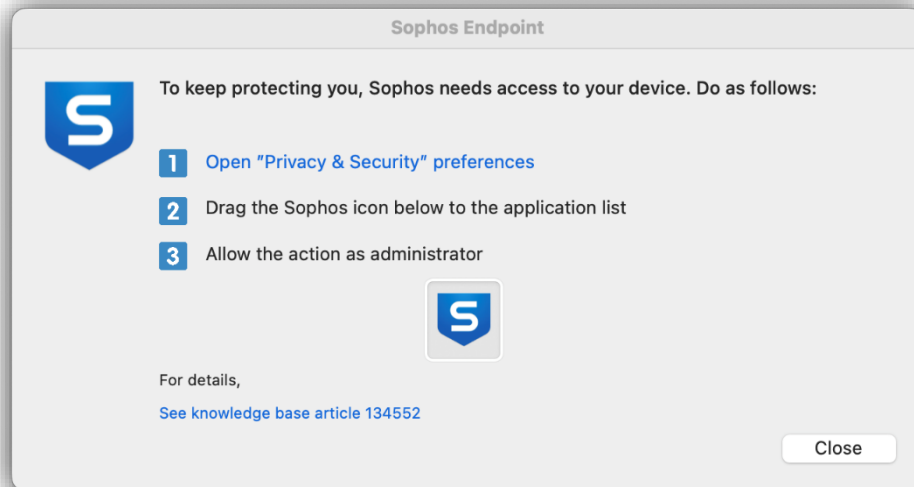 Sophos Endpoint
S
To keep protecting you, Sophos needs access to your device. Do as follows:
1 Open "Privacy & Security" preferences
2 Drag the Sophos icon below to the application list
3 Allow the action as administrator
S
For details,
See knowledge base article 134552
Close